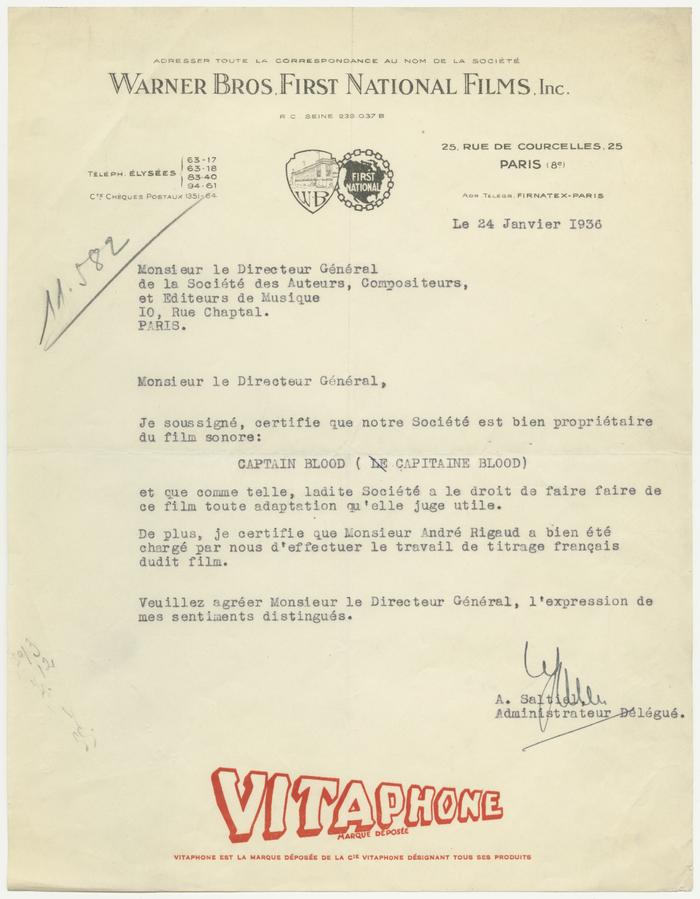 ADRESSER TOUTE LA CORRESPONDANCE AU NOM DE LA SOCIÉTÉ
WARNER BROS. FIRST NATIONAL FILMS, Inc.
R.C. SEINE 239.037 B
25, RUE DE COURCELLES, 25
PARIS (8e)
TÉLÉPH. ÉLYSÉES
63-17
63-18
83-40
94-61
Cte CHÈQUES POSTAUX 1351-64
WB
FIRST
NATIONAL
ADR. TÉLÉGR. FIRNATEX-PARIS
Le 24 Janvier I936
11.582
Monsieur le Directeur Général
de la Société des Auteurs, Compositeurs,
et Editeurs de Musique
IO, Rue Chaptal.
PARIS.
Monsieur le Directeur Général,
Je soussigné, certifie que notre Société est bien propriétaire
du film sonore:
CAPTAIN BLOOD ( LE CAPITAINE BLOOD)
et que comme telle, ladite Société a le droit de faire faire de
ce film toute adaptation qu'elle juge utile.
De plus, je certifie que Monsieur André Rigaud a bien été
chargé par nous d'effectuer le travail de titrage français
dudit film.
Veuillez agréer Monsieur le Directeur Général, l'expression de
mes sentiments distingués.
A. Saltiel.
Administrateur Délégué.
VITAPHONE
MARQUE DÉPOSÉE
VITAPHONE EST LA MARQUE DÉPOSÉE DE LA Cie VITAPHONE DÉSIGNANT TOUS SES PRODUITS